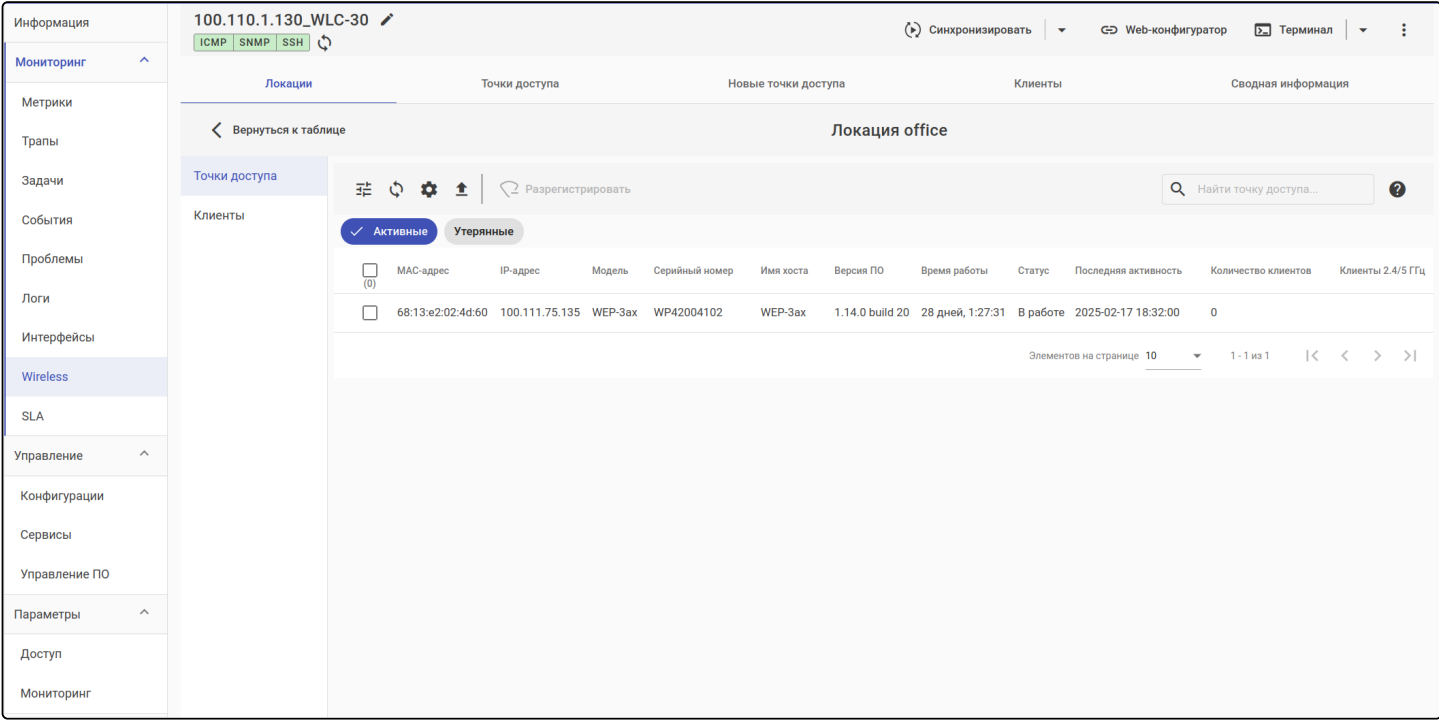 Информация
Мониторинг
Метрики
Трапы
Задачи
События
Проблемы
Логи
Интерфейсы
Wireless
SLA
Управление
Конфигурации
Сервисы
Управление ПО
Параметры
Доступ
Мониторинг
100.110.1.130_WLC-30
ICMP SNMP SSH
Синхронизировать Web-конфигуратор Терминал
Локации Точки доступа Новые точки доступа Клиенты Сводная информация
Вернуться к таблице Локация office
Точки доступа
Клиенты
Разрегистрировать Найти точку доступа...
Активные Утерянные
(0) MAC-адрес IP-адрес Модель Серийный номер Имя хоста Версия ПО Время работы Статус Последняя активность Количество клиентов Клиенты 2.4/5 ГГц
68:13:e2:02:4d:60 100.111.75.135 WEP-3ax WP42004102 WEP-3ax 1.14.0 build 20 28 дней, 1:27:31 В работе 2025-02-17 18:32:00 0
Элементов на странице 10 1 - 1 из 1